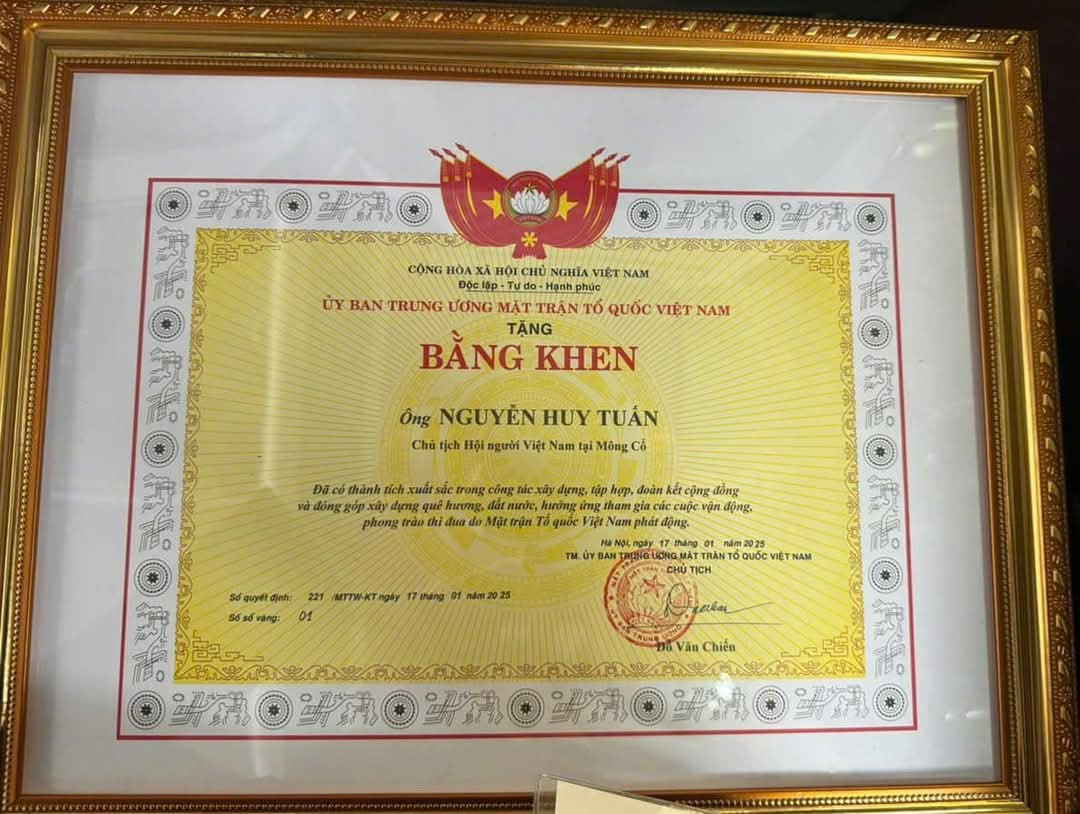 CỘNG HÒA XÃ HỘI CHỦ NGHĨA VIỆT NAM
Độc lập - Tự do - Hạnh phúc
ỦY BAN TRUNG ƯƠNG MẶT TRẬN TỔ QUỐC VIỆT NAM
TẶNG
BẰNG KHEN
Ông NGUYỄN HUY TUẤN
Chủ tịch Hội người Việt Nam tại Mông Cổ
Đã có thành tích xuất sắc trong công tác xây dựng, tập hợp, đoàn kết cộng đồng
và đóng góp xây dựng quê hương, đất nước, hưởng ứng tham gia các cuộc vận động,
phong trào thi đua do Mặt trận Tổ quốc Việt Nam phát động.
Hà Nội, ngày 17 tháng 01 năm 2025
TM. ỦY BAN TRUNG ƯƠNG MẶT TRẬN TỔ QUỐC VIỆT NAM
CHỦ TỊCH
Số quyết định: 221 /MTTW-KT ngày 17 tháng 01 năm 2025
Số sổ vàng: 01
BAN TRUNG ƯƠNG
Đỗ Văn Chiến